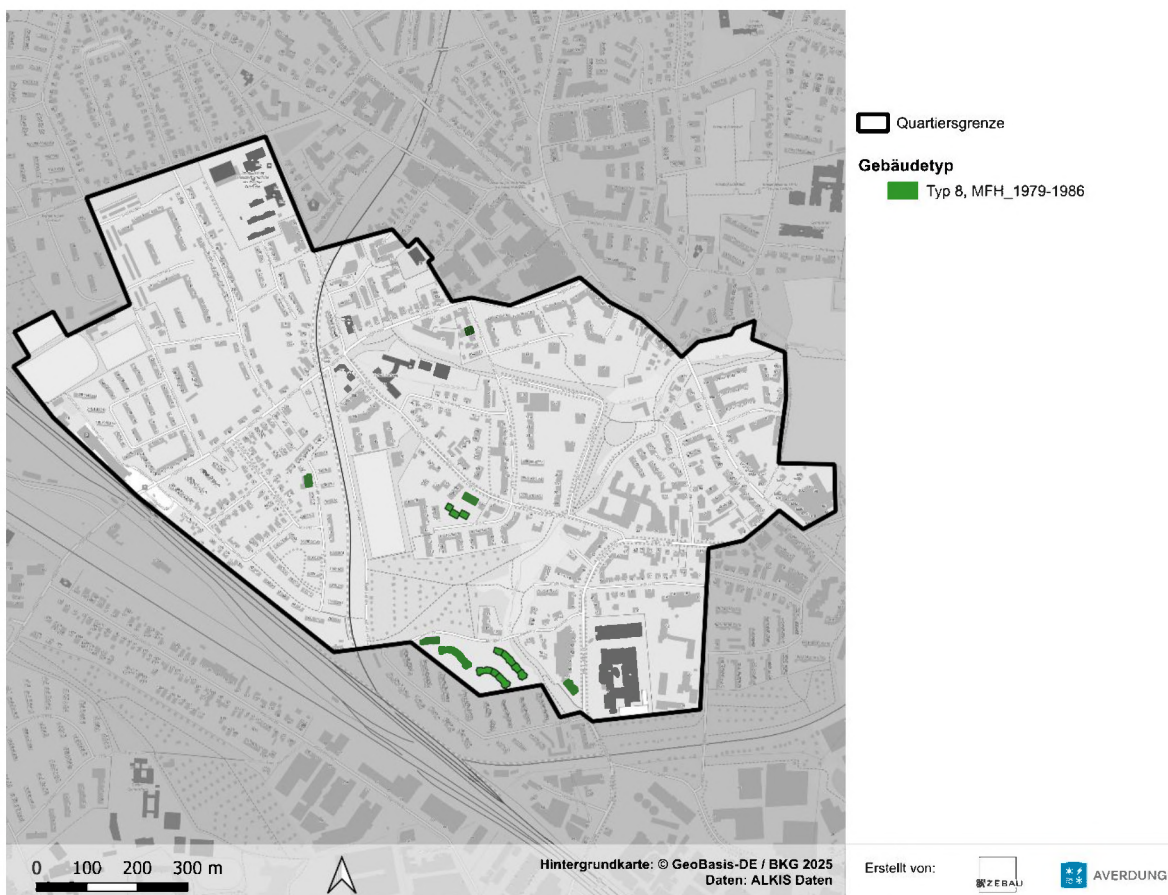 Quartiersgrenze
Gebäudetyp
Typ 8, MFH_1979-1986
0 100 200 300 m
Hintergrundkarte: © GeoBasis-DE / BKG 2025
Daten: ALKIS Daten
Erstellt von:
ZEBAU
AVERDUNG